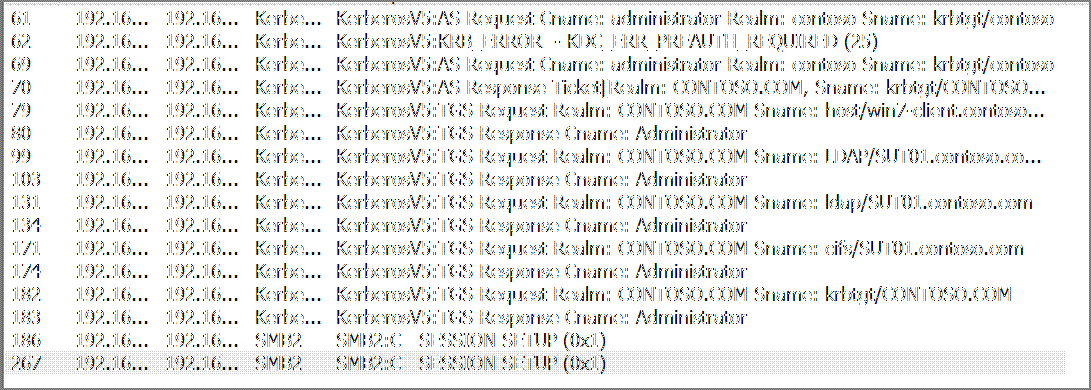 61 192.16... 192.16... Kerbe... KerberosV5:AS Request Cname: administrator Realm: contoso Sname: krbtgt/contoso
62 192.16... 192.16... Kerbe... KerberosV5:KRB_ERROR - KDC_ERR_PREAUTH_REQUIRED (25)
69 192.16... 192.16... Kerbe... KerberosV5:AS Request Cname: administrator Realm: contoso Sname: krbtgt/contoso
70 192.16... 192.16... Kerbe... KerberosV5:AS Response Ticket[Realm: CONTOSO.COM, Sname: krbtgt/CONTOSO...
79 192.16... 192.16... Kerbe... KerberosV5:TGS Request Realm: CONTOSO.COM Sname: host/win7-client.contoso...
80 192.16... 192.16... Kerbe... KerberosV5:TGS Response Cname: Administrator
99 192.16... 192.16... Kerbe... KerberosV5:TGS Request Realm: CONTOSO.COM Sname: LDAP/SUT01.contoso.co...
103 192.16... 192.16... Kerbe... KerberosV5:TGS Response Cname: Administrator
131 192.16... 192.16... Kerbe... KerberosV5:TGS Request Realm: CONTOSO.COM Sname: ldap/SUT01.contoso.com
134 192.16... 192.16... Kerbe... KerberosV5:TGS Response Cname: Administrator
171 192.16... 192.16... Kerbe... KerberosV5:TGS Request Realm: CONTOSO.COM Sname: cifs/SUT01.contoso.com
174 192.16... 192.16... Kerbe... KerberosV5:TGS Response Cname: Administrator
182 192.16... 192.16... Kerbe... KerberosV5:TGS Request Realm: CONTOSO.COM Sname: krbtgt/CONTOSO.COM
183 192.16... 192.16... Kerbe... KerberosV5:TGS Response Cname: Administrator
186 192.16... 192.16... SMB2 SMB2:C SESSION SETUP (0x1)
267 192.16... 192.16... SMB2 SMB2:C SESSION SETUP (0x1)